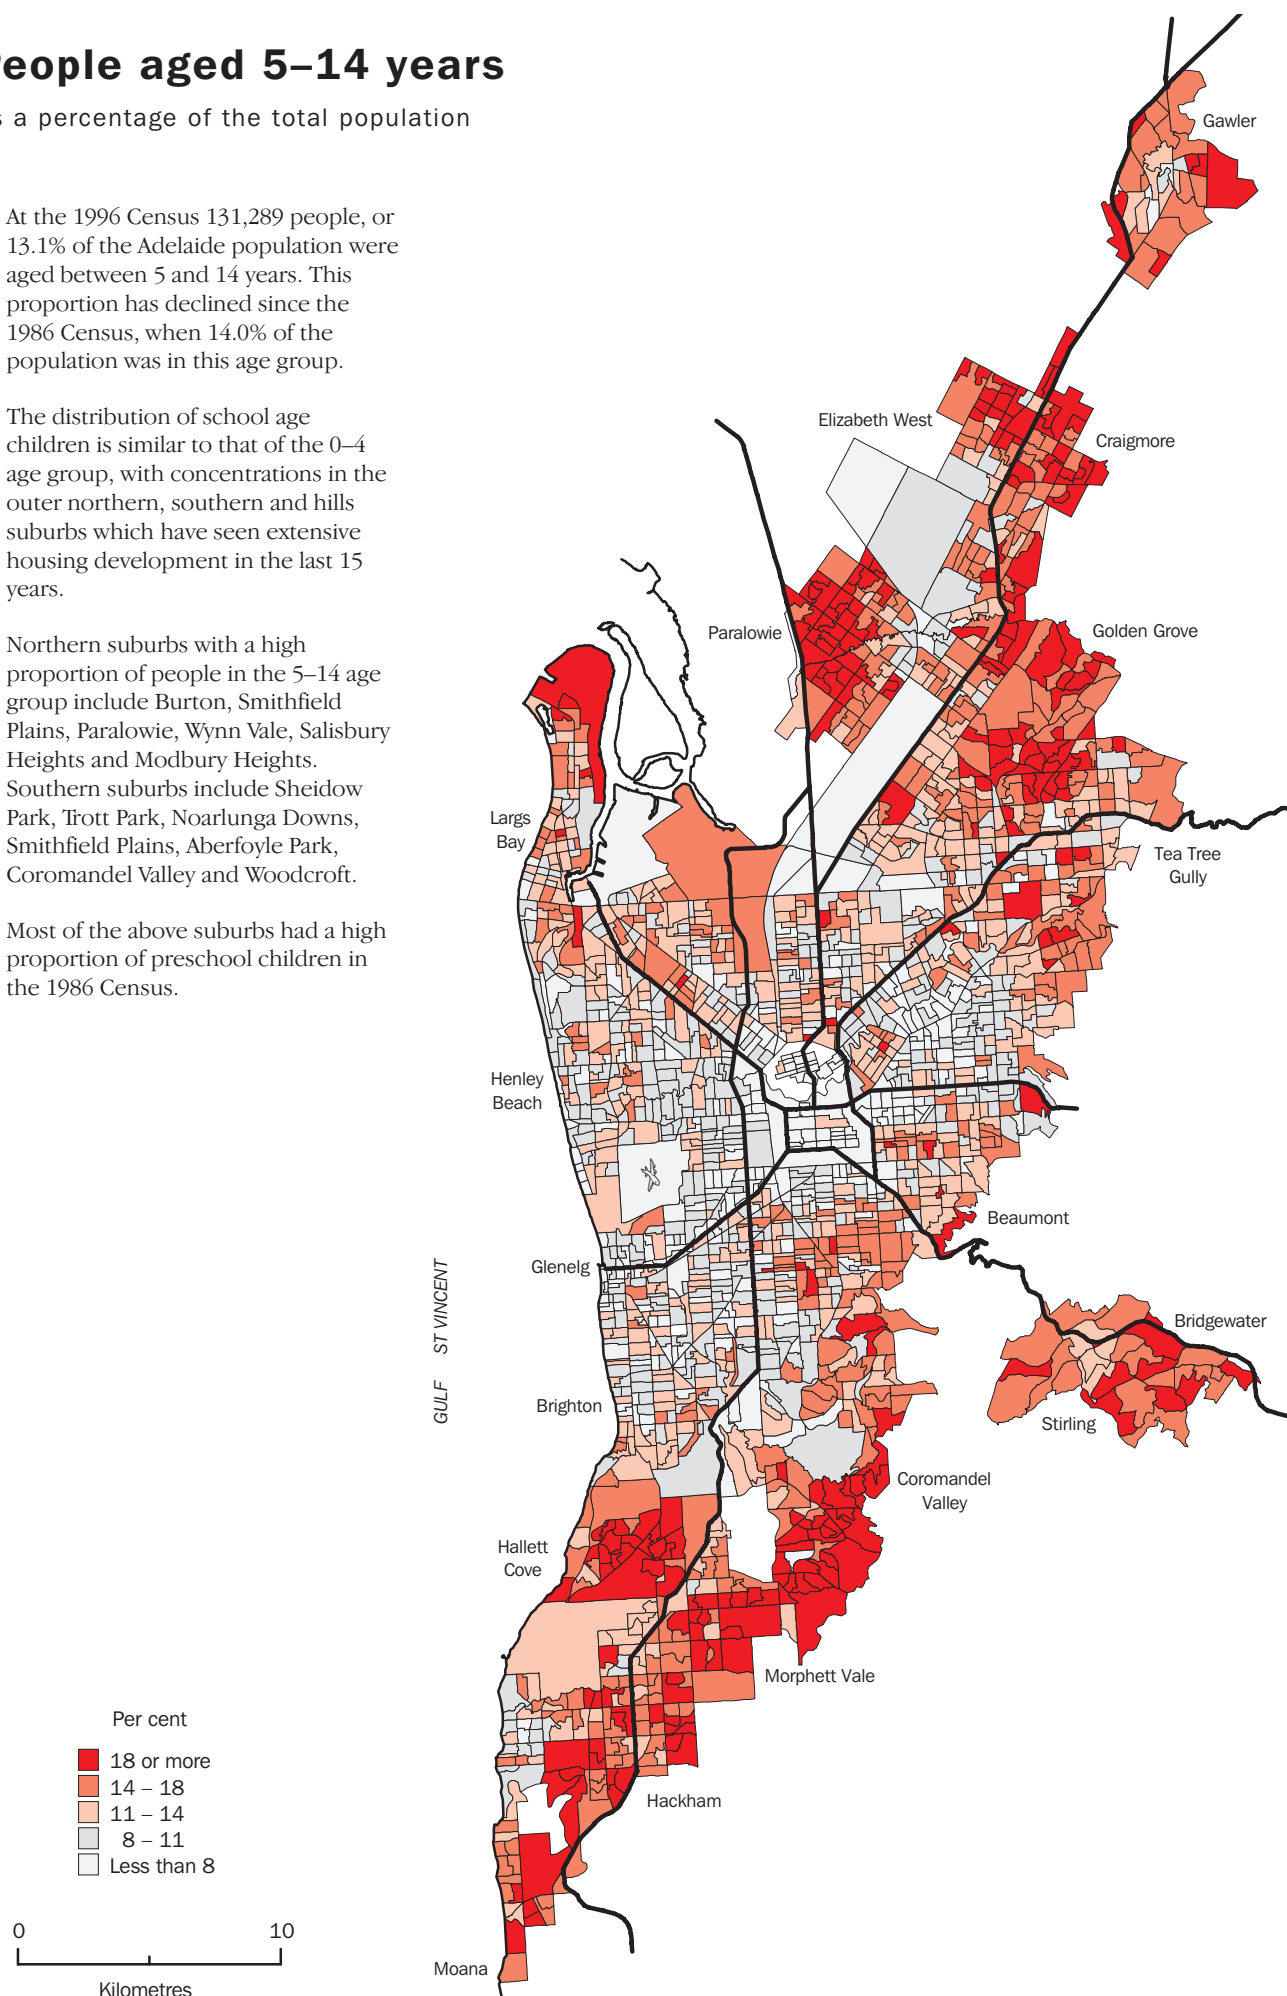 People aged 5–14 years
s a percentage of the total population
At the 1996 Census 131,289 people, or
13.1% of the Adelaide population were
aged between 5 and 14 years. This
proportion has declined since the
1986 Census, when 14.0% of the
population was in this age group.
The distribution of school age
children is similar to that of the 0–4
age group, with concentrations in the
outer northern, southern and hills
suburbs which have seen extensive
housing development in the last 15
years.
Northern suburbs with a high
proportion of people in the 5–14 age
group include Burton, Smithfield
Plains, Paralowie, Wynn Vale, Salisbury
Heights and Modbury Heights.
Southern suburbs include Sheidow
Park, Trott Park, Noarlunga Downs,
Smithfield Plains, Aberfoyle Park,
Coromandel Valley and Woodcroft.
Most of the above suburbs had a high
proportion of preschool children in
the 1986 Census.
Gawler
Elizabeth West
Craigmore
Paralowie
Golden Grove
Largs
Bay
Tea Tree
Gully
Henley
Beach
Beaumont
Glenelg
GULF ST VINCENT
Bridgewater
Brighton
Stirling
Coromandel
Valley
Hallett
Cove
Morphett Vale
Hackham
Moana
Per cent
18 or more
14 – 18
11 – 14
8 – 11
Less than 8
0 10
Kilometres